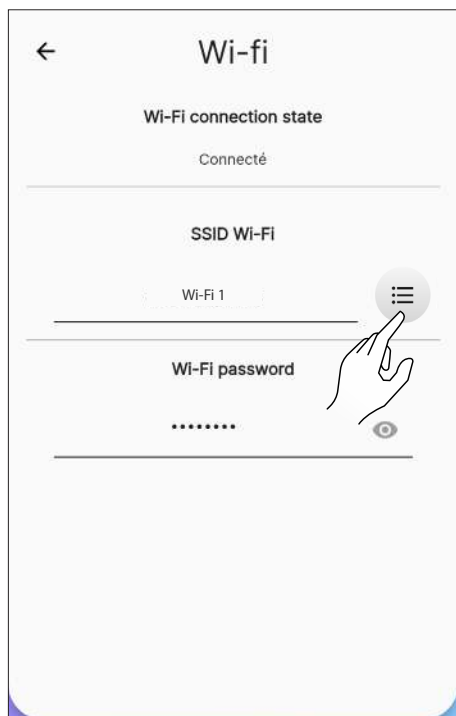 Wi-fi
Wi-Fi connection state
Connecté
SSID Wi-Fi
Wi-Fi 1
Wi-Fi password
••••••••